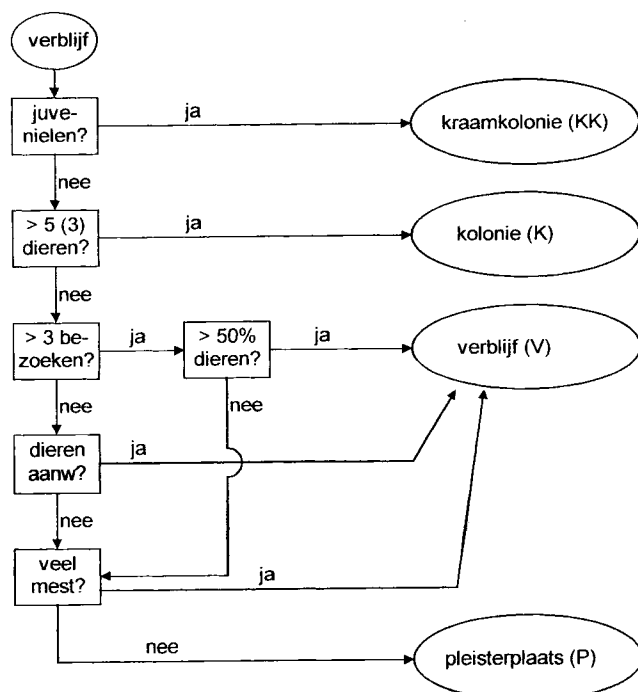 verblijf
juve-
nielen?
ja
kraamkolonie (KK)
nee
> 5 (3)
dieren?
ja
kolonie (K)
nee
> 3 be-
zoeken?
ja
> 50%
dieren?
ja
verblijf (V)
nee
nee
dieren
aanw?
ja
nee
veel
mest?
ja
nee
pleisterplaats (P)